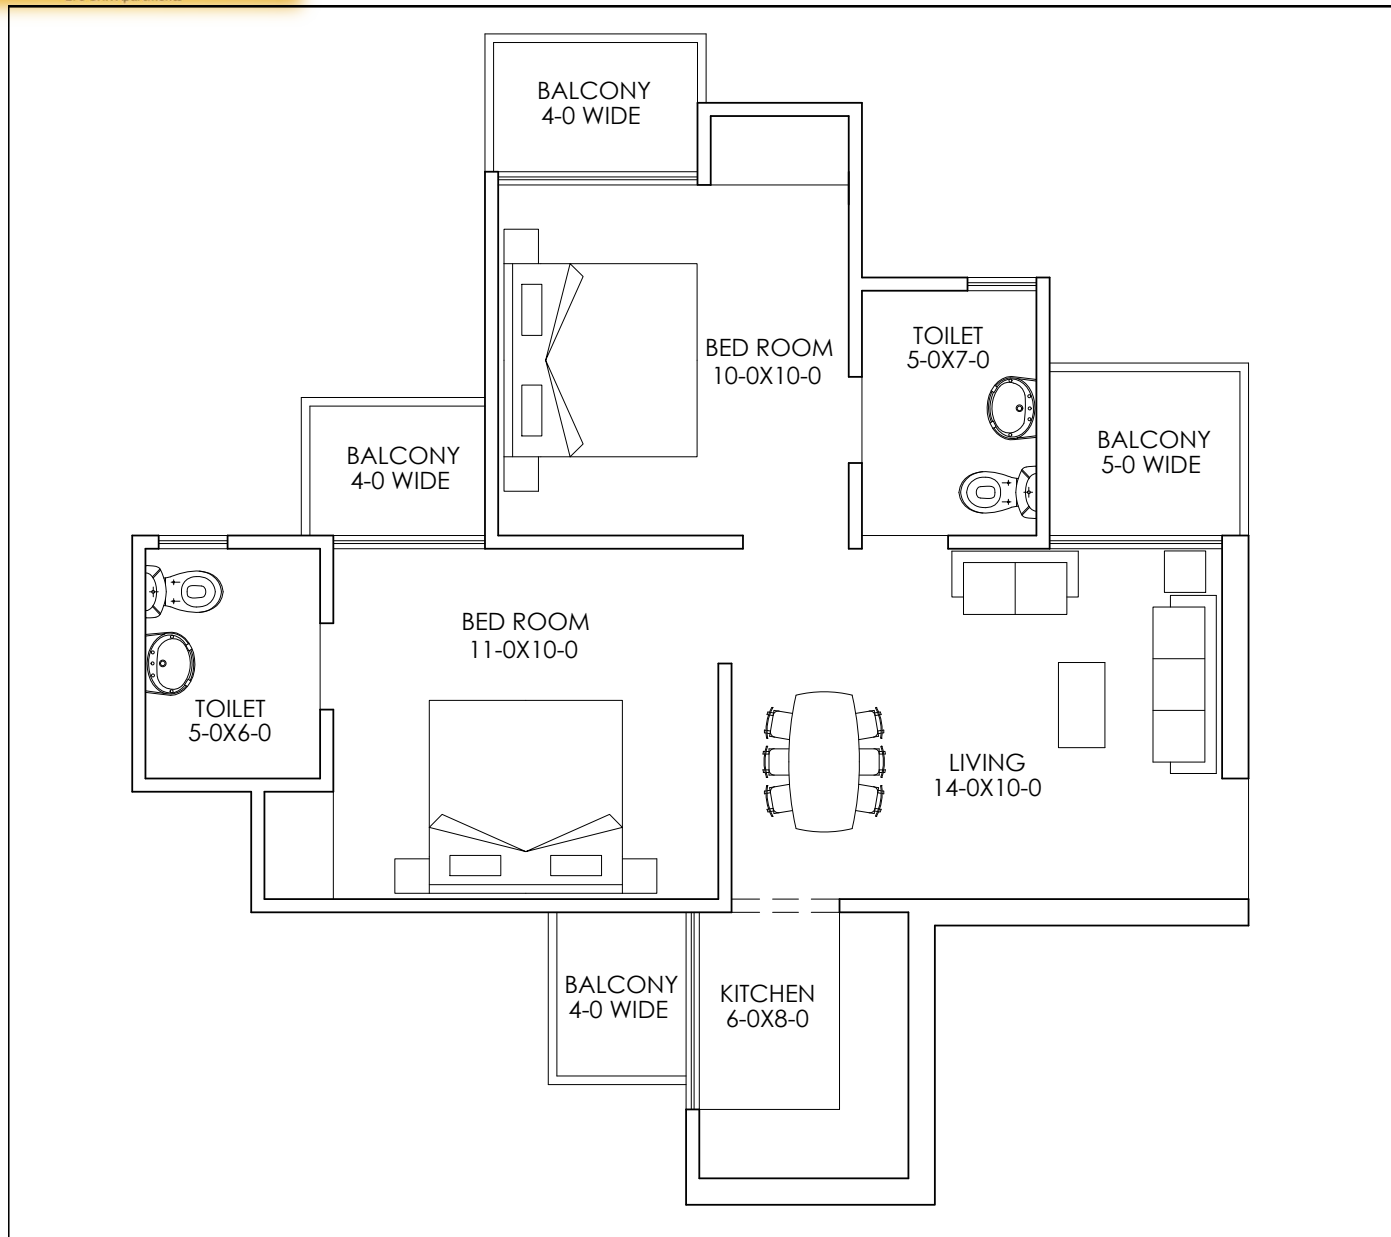 BALCONY
4-0 WIDE
BED ROOM
10-0X10-0
TOILET
5-0X7-0
BALCONY
5-0 WIDE
BALCONY
4-0 WIDE
BED ROOM
11-0X10-0
TOILET
5-0X6-0
LIVING
14-0X10-0
BALCONY
4-0 WIDE
KITCHEN
6-0X8-0